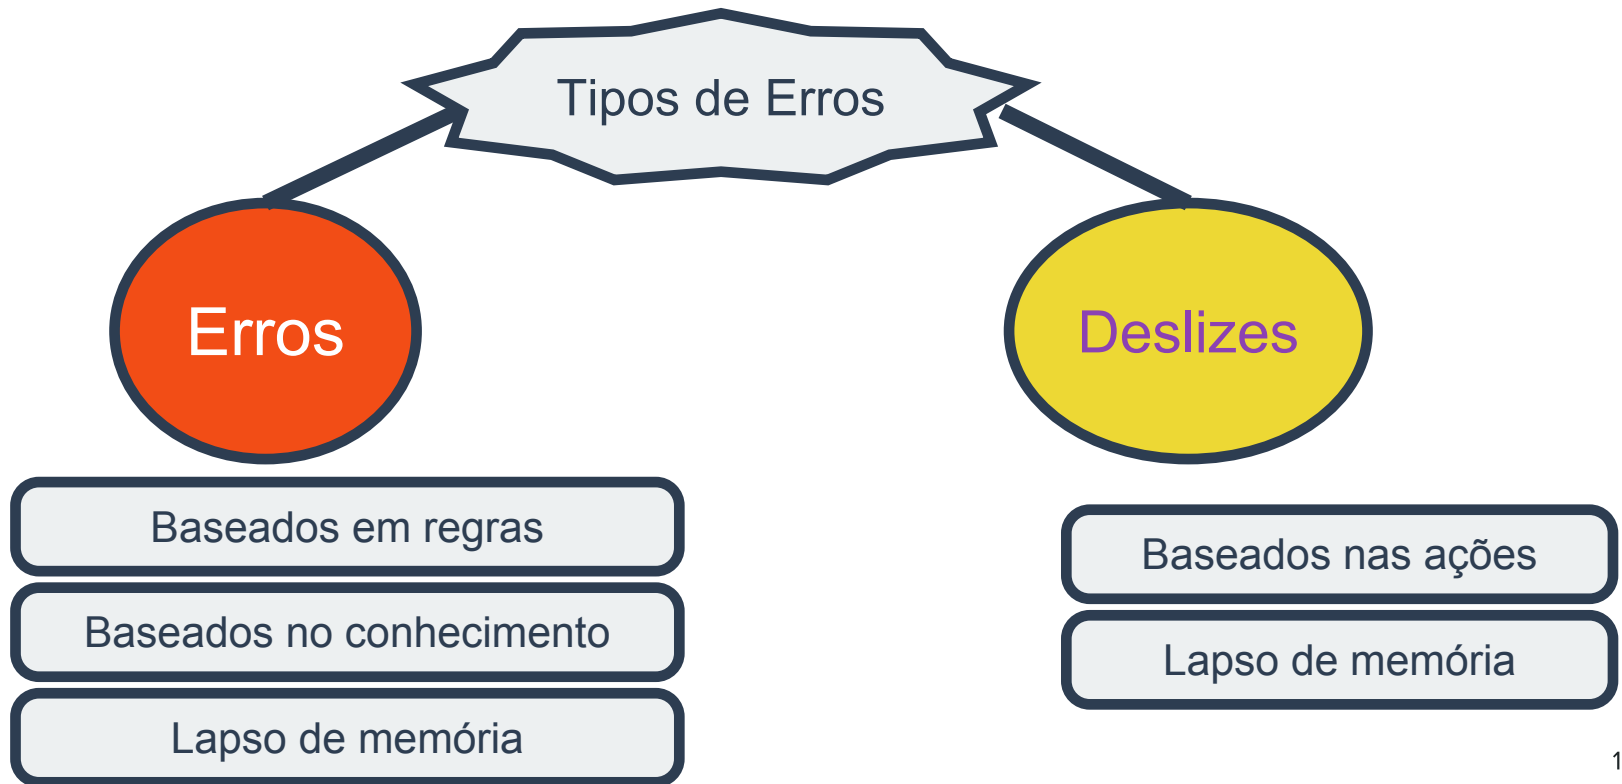 Tipos de Erros
Erros
Deslizes
Baseados em regras
Baseados no conhecimento
Lapso de memória
Baseados nas ações
Lapso de memória
1